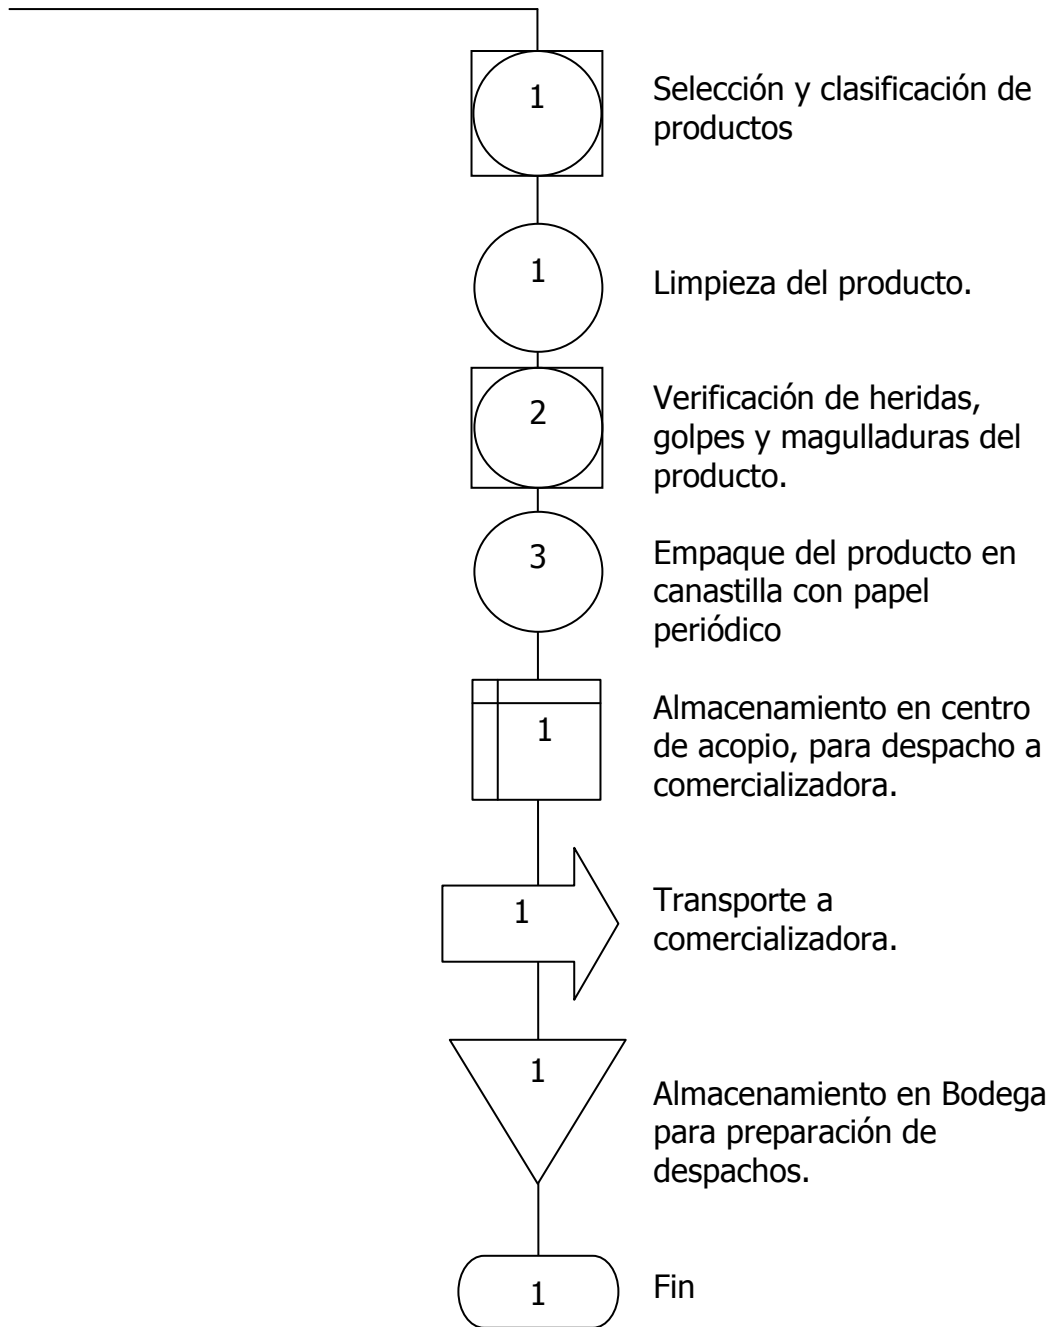 1
Selección y clasificación de
productos
1
Limpieza del producto.
2
Verificación de heridas,
golpes y magulladuras del
producto.
3
Empaque del producto en
canastilla con papel
periódico
1
Almacenamiento en centro
de acopio, para despacho a
comercializadora.
1
Transporte a
comercializadora.
1
Almacenamiento en Bodega
para preparación de
despachos.
1
Fin